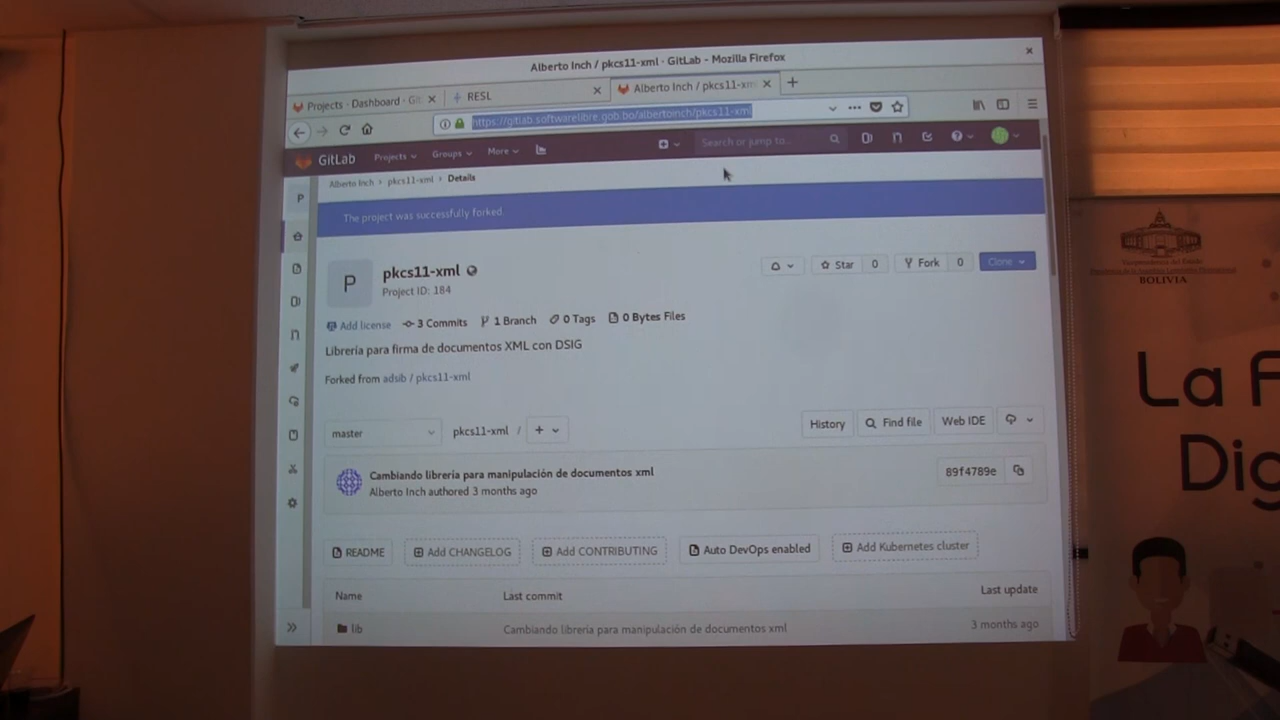 Alberto Inch / pkcs11-xml · GitLab - Mozilla Firefox
Projects · Dashboard · Git
RESL
Alberto Inch / pkcs11-xm
https://gitlab.softwarelibre.gob.bo/albertoinch/pkcs11-xml
GitLab
Projects
Groups
More
Search or jump to...
Alberto Inch > pkcs11-xml > Details
P
The project was successfully forked.
P
pkcs11-xml
Project ID: 184
Star 0
Fork 0
Clone
Add license
3 Commits
1 Branch
0 Tags
0 Bytes Files
Libreria para firma de documentos XML con DSIG
Forked from adsib / pkcs11-xml
master
pkcs11-xml /
+
History
Find file
Web IDE
Cambiando libreria para manipulación de documentos xml
Alberto Inch authored 3 months ago
89f4789e
README
Add CHANGELOG
Add CONTRIBUTING
Auto DevOps enabled
Add Kubernetes cluster
Name
Last commit
Last update
lib
Cambiando libreria para manipulación de documentos xml
3 months ago
Vicepresidencia del Estado
BOLIVIA
La F
Dig